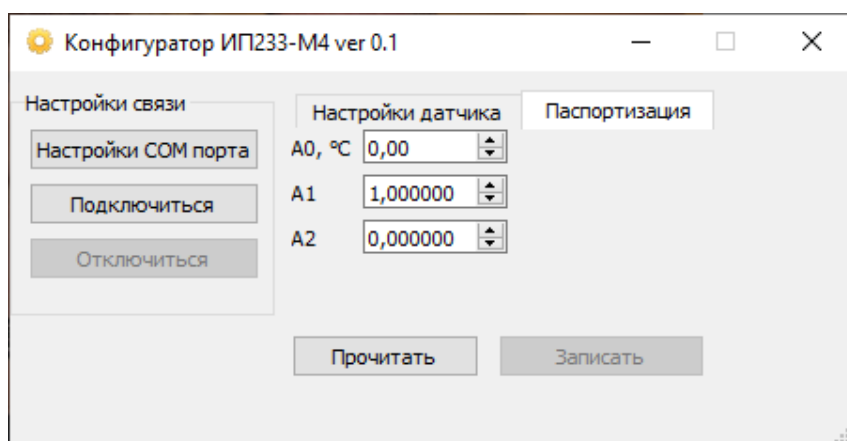 Конфигуратор ИП233-М4 ver 0.1
Настройки связи
Настройки COM порта
Подключиться
Отключиться
Настройки датчика
Паспортизация
A0, °C 0,00
A1 1,000000
A2 0,000000
Прочитать
Записать